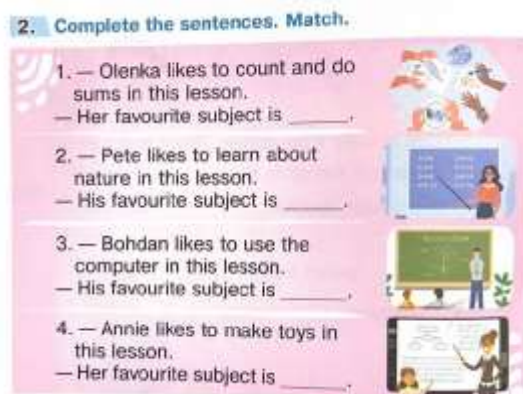 2. Complete the sentences. Match.
1. — Olenka likes to count and do
sums in this lesson.
— Her favourite subject is ______.
2. — Pete likes to learn about
nature in this lesson.
— His favourite subject is ______.
3. — Bohdan likes to use the
computer in this lesson.
— His favourite subject is ______.
4. — Annie likes to make toys in
this lesson.
— Her favourite subject is ______.